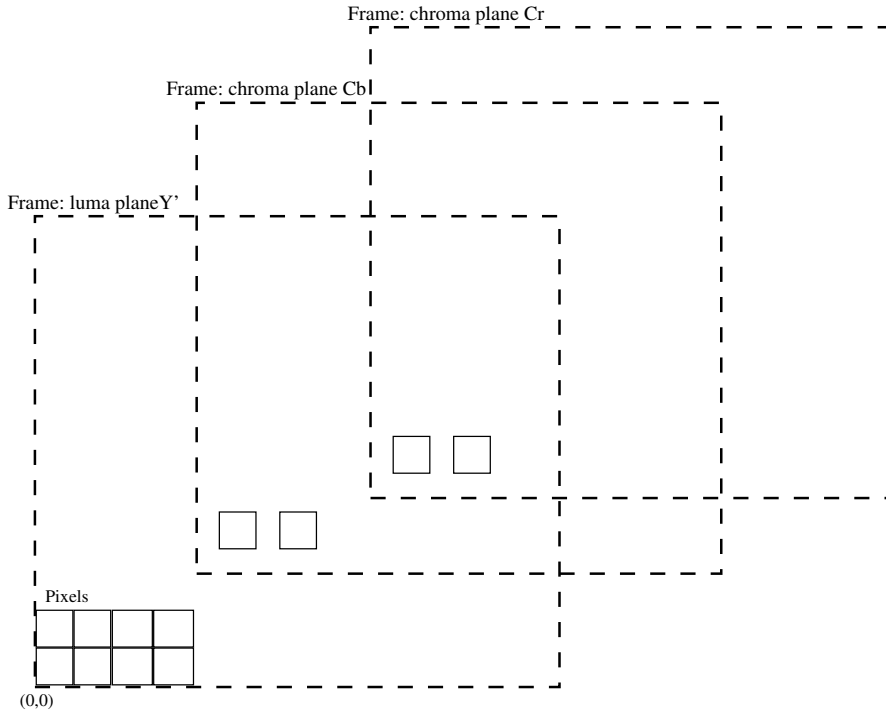 Frame: chroma plane Cr
Frame: chroma plane Cb
Frame: luma planeY’
Pixels
(0,0)